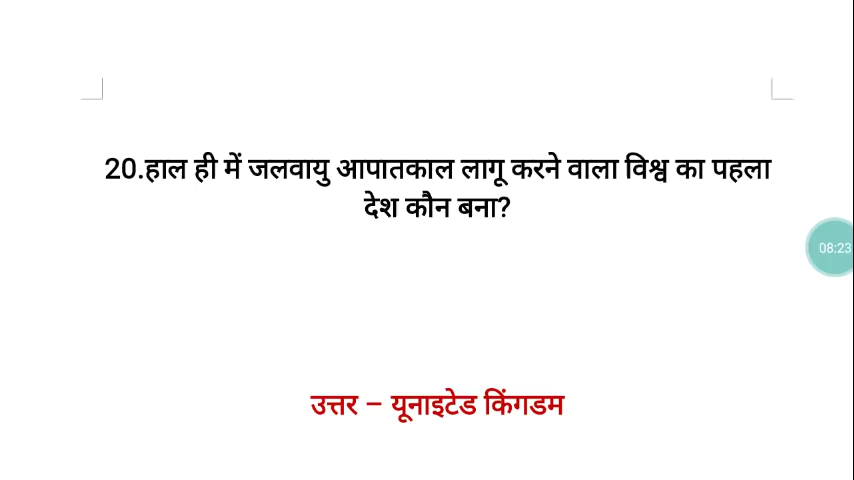 20.हाल ही में जलवायु आपातकाल लागू करने वाला विश्व का पहला
देश कौन बना?
08:23
उत्तर – यूनाइटेड किंगडम